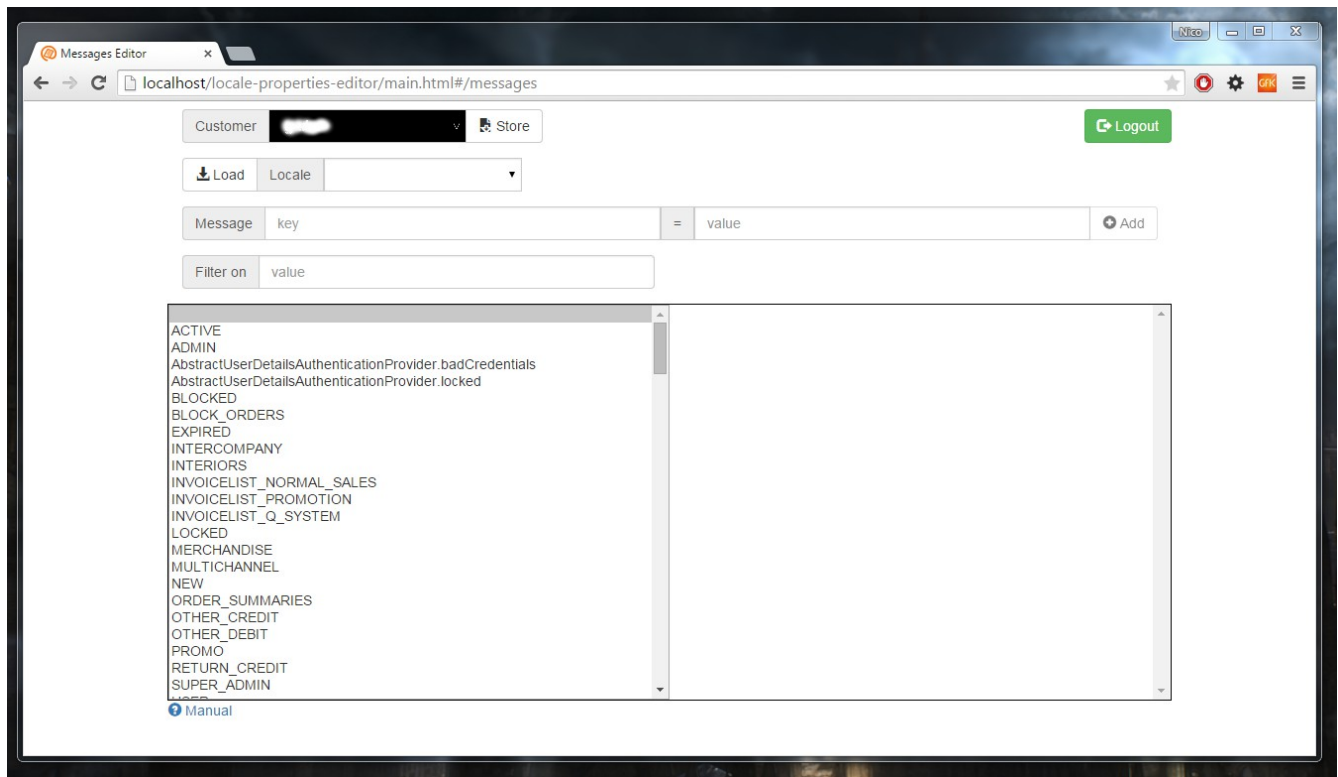 Nico
Messages Editor
localhost/locale-properties-editor/main.html#/messages
GFK
Customer Store Logout
Load Locale
Message key = value Add
Filter on value
ACTIVE
ADMIN
AbstractUserDetailsAuthenticationProvider.badCredentials
AbstractUserDetailsAuthenticationProvider.locked
BLOCKED
BLOCK_ORDERS
EXPIRED
INTERCOMPANY
INTERIORS
INVOICELIST_NORMAL_SALES
INVOICELIST_PROMOTION
INVOICELIST_Q_SYSTEM
LOCKED
MERCHANDISE
MULTICHANNEL
NEW
ORDER_SUMMARIES
OTHER_CREDIT
OTHER_DEBIT
PROMO
RETURN_CREDIT
SUPER_ADMIN
Manual